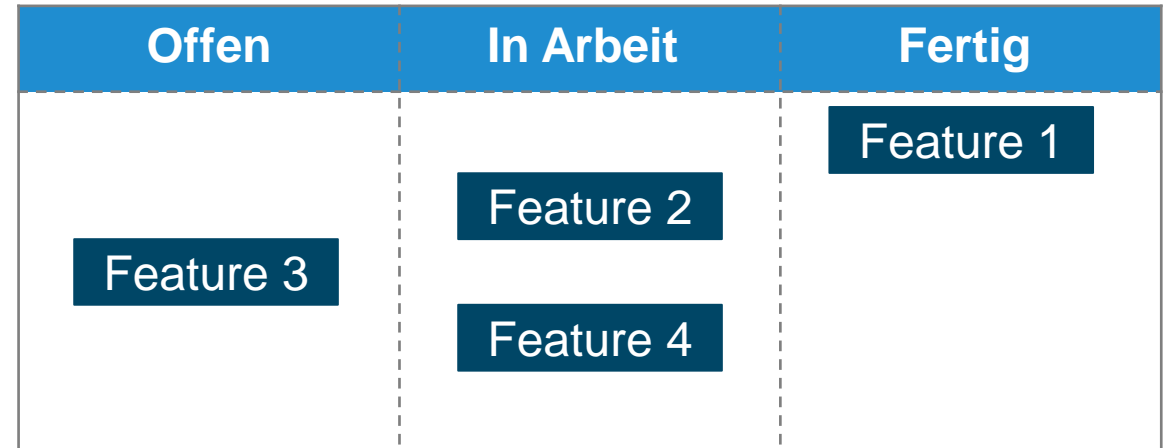 Offen
In Arbeit
Fertig
Feature 1
Feature 2
Feature 3
Feature 4